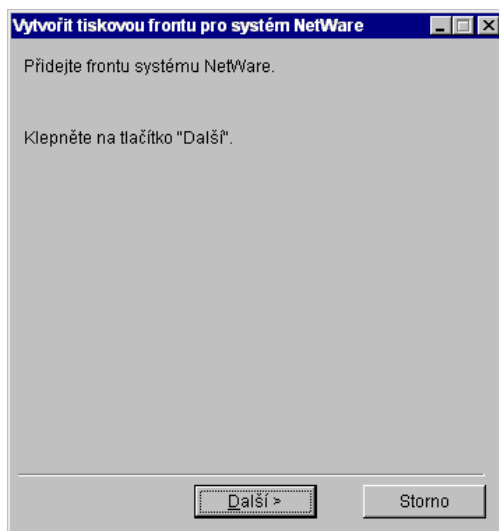 Vytvořit tiskovou frontu pro systém NetWare
Přidejte frontu systému NetWare.
Klepněte na tlačítko "Další".
Další >
Storno